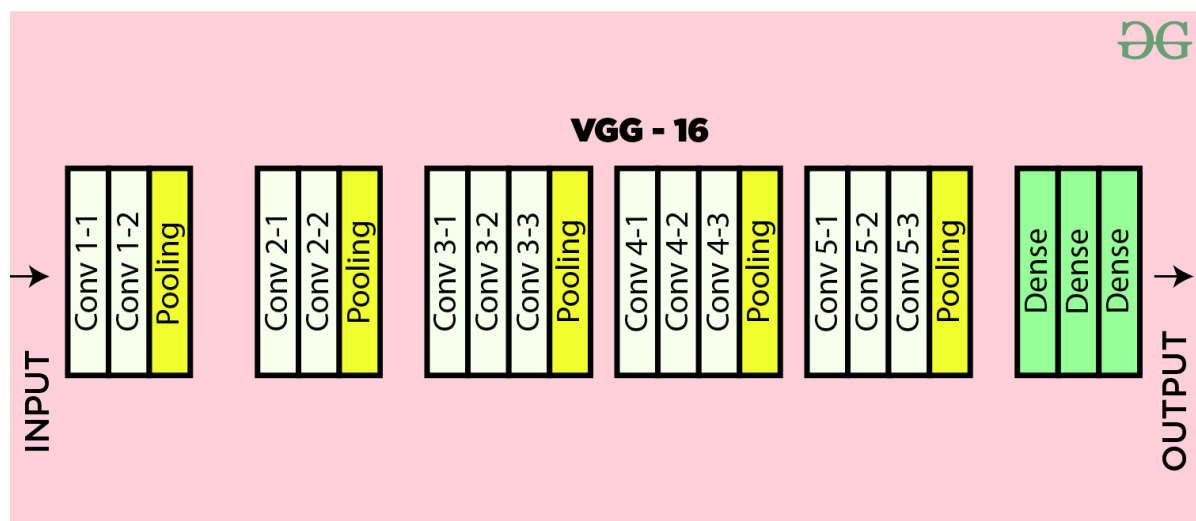 VGG - 16
INPUT
Conv 1-1
Conv 1-2
Pooling
Conv 2-1
Conv 2-2
Pooling
Conv 3-1
Conv 3-2
Conv 3-3
Pooling
Conv 4-1
Conv 4-2
Conv 4-3
Pooling
Conv 5-1
Conv 5-2
Conv 5-3
Pooling
Dense
Dense
Dense
OUTPUT